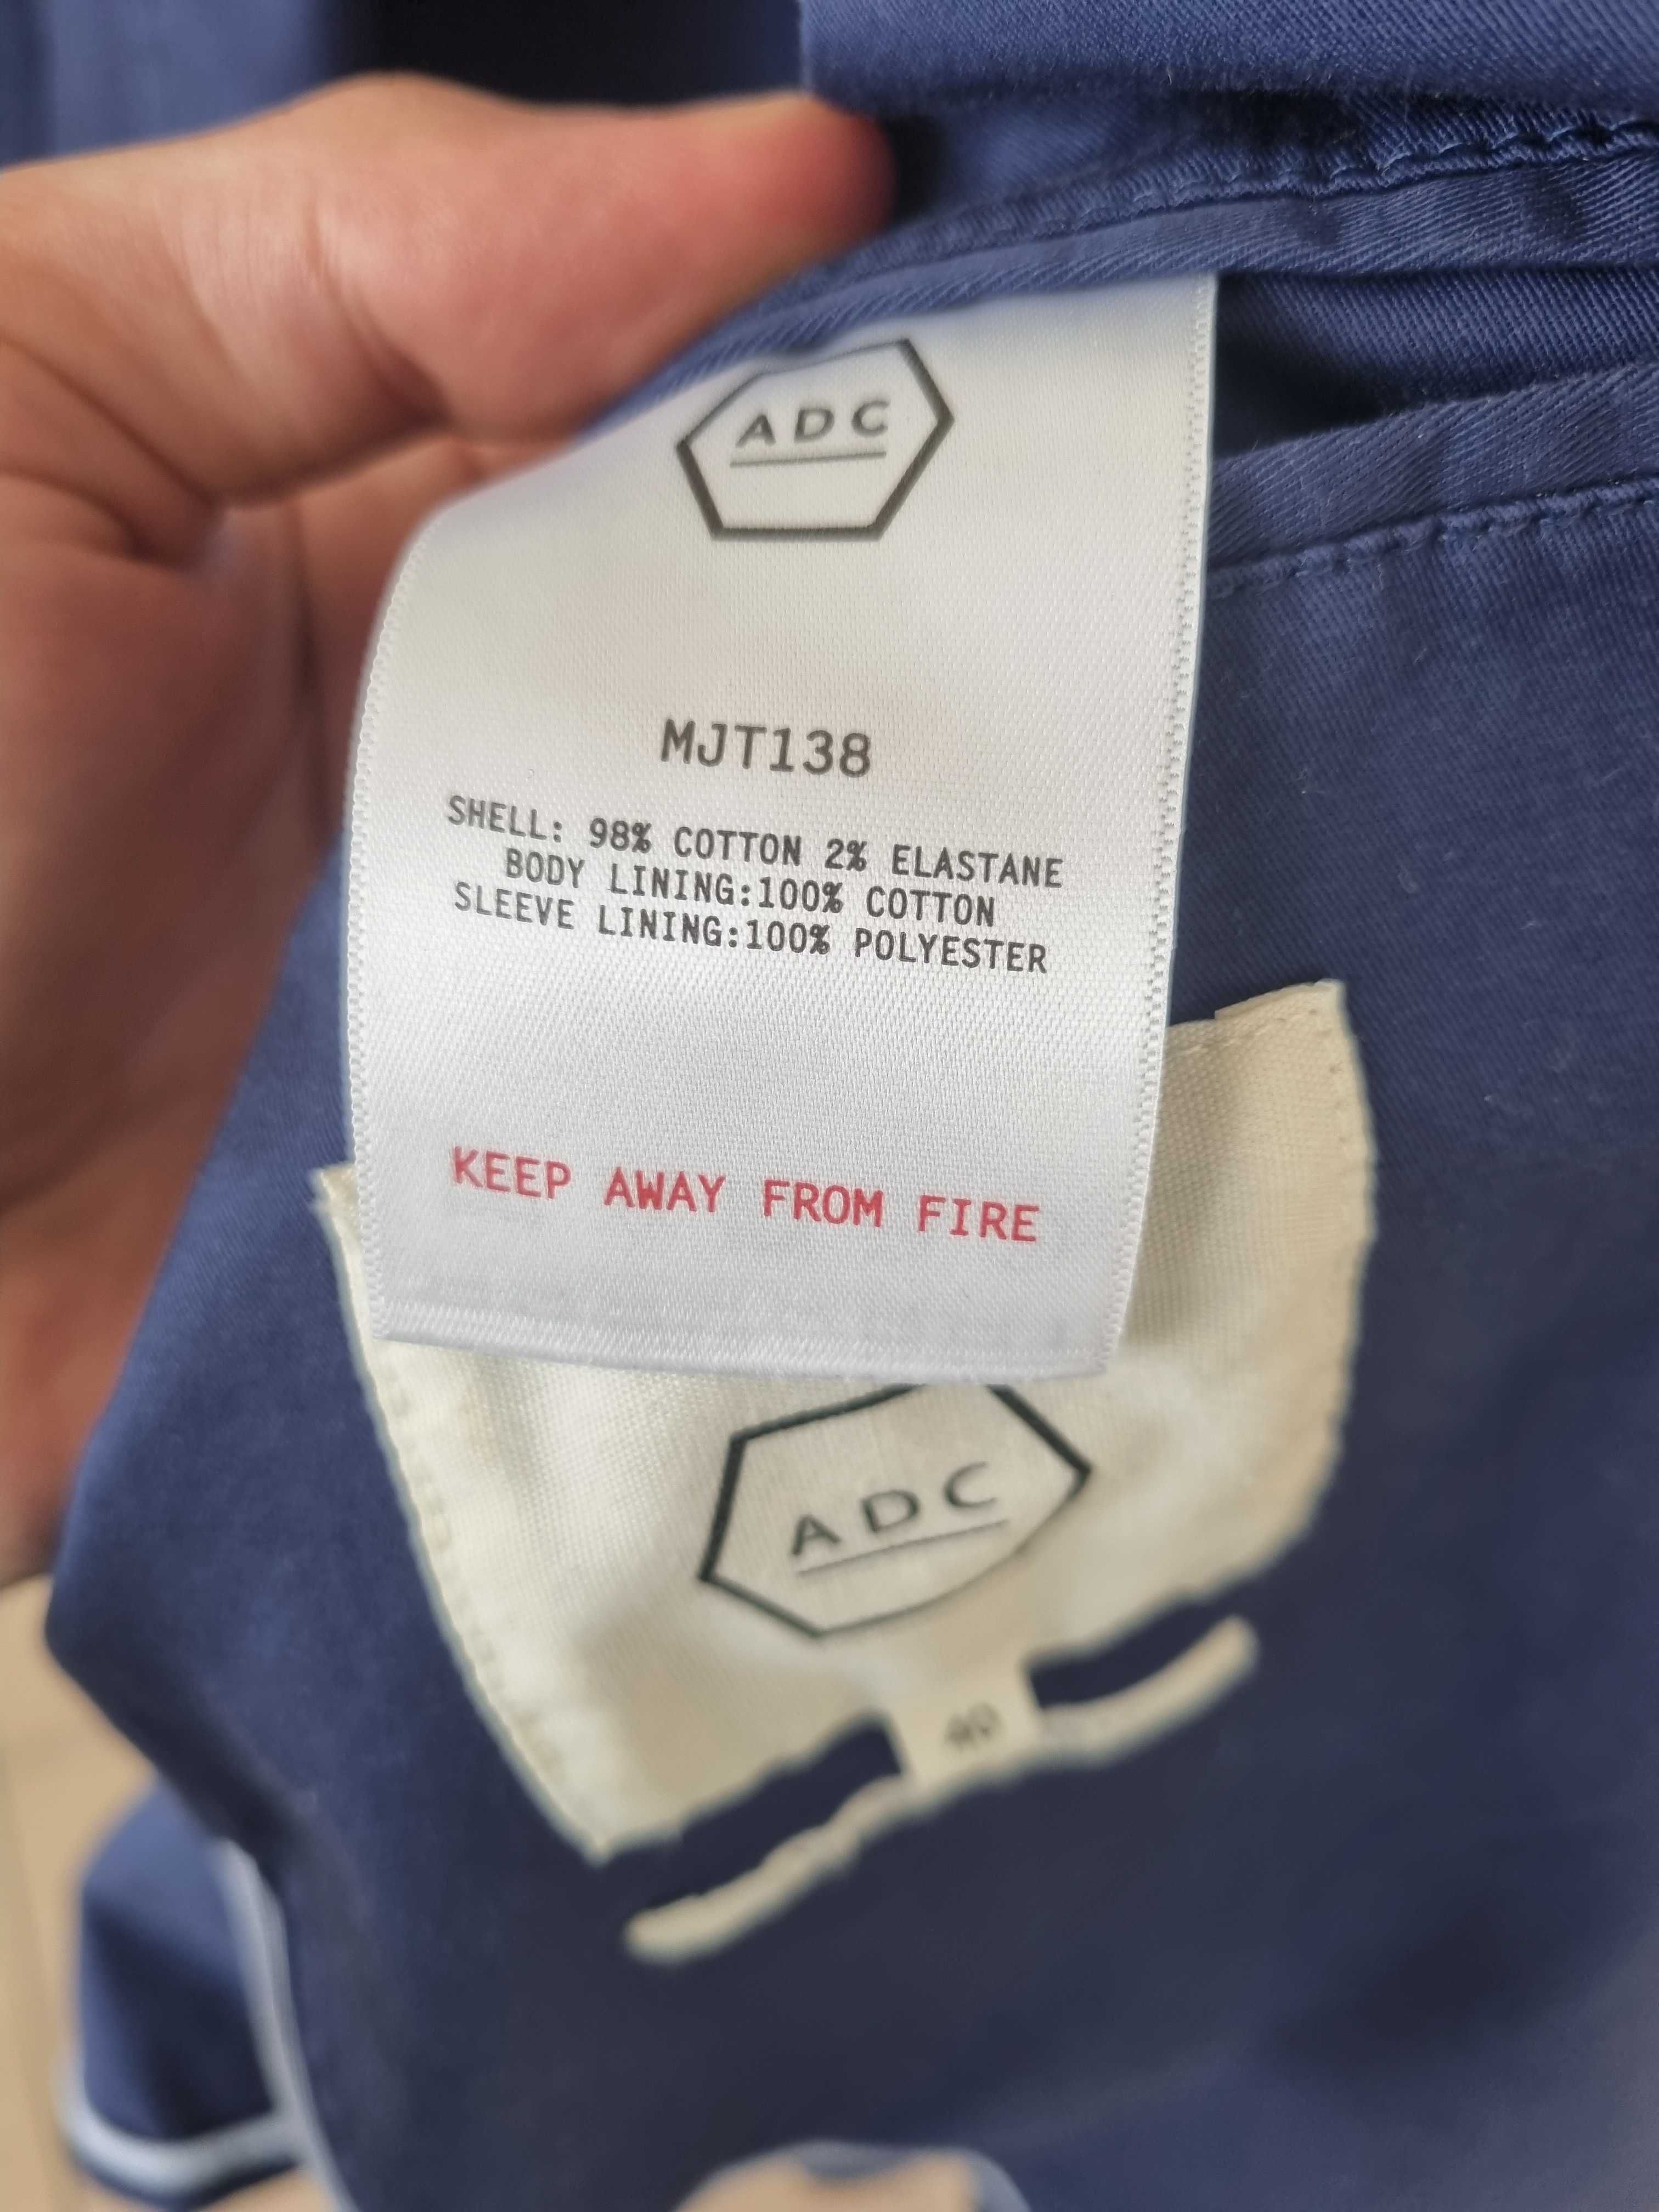 ADC
MJT138
SHELL: 98% COTTON 2% ELASTANE
BODY LINING:100% COTTON
SLEEVE LINING:100% POLYESTER
KEEP AWAY FROM FIRE
ADC
40